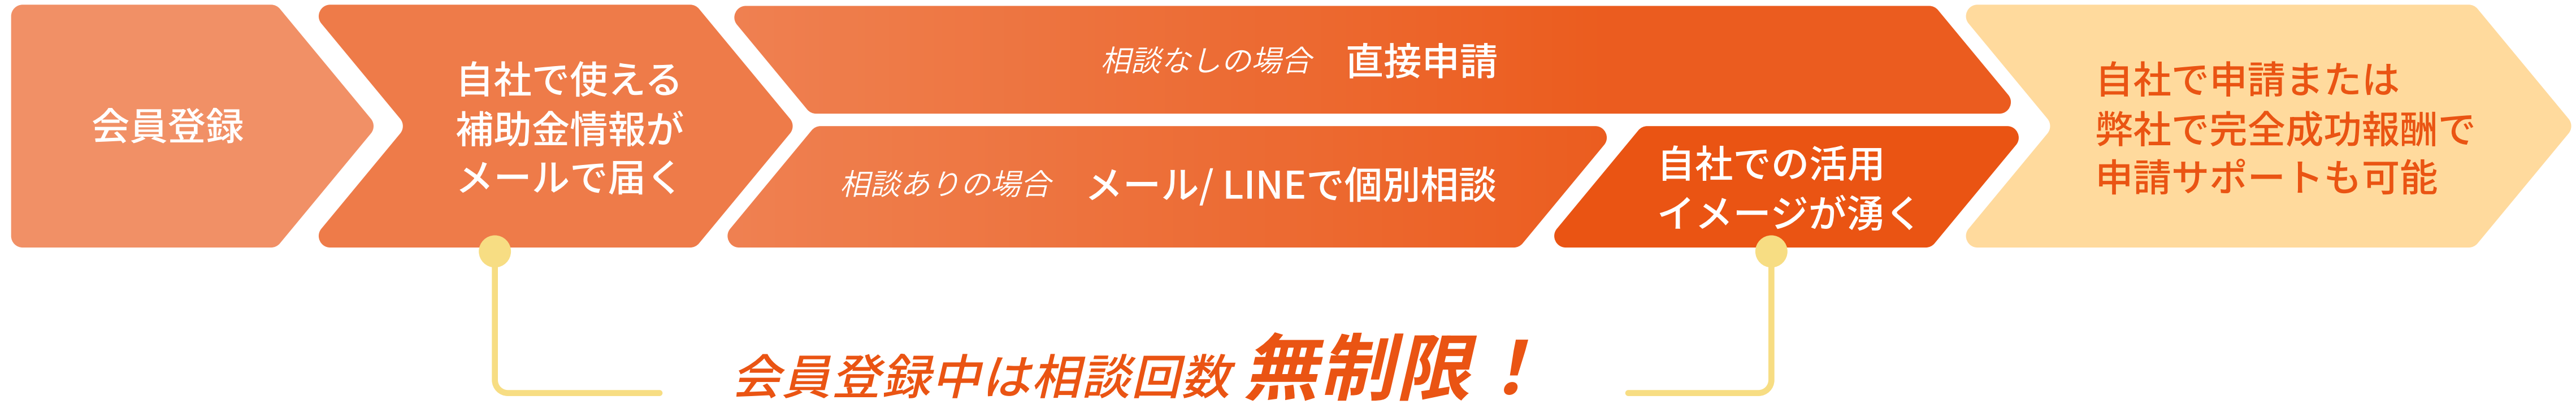 会員登録
自社で使える
補助金情報が
メールで届く
相談なしの場合 直接申請
相談ありの場合 メール/ LINEで個別相談
自社での活用
イメージが湧く
自社で申請または
弊社で完全成功報酬で
申請サポートも可能
会員登録中は相談回数 無制限！